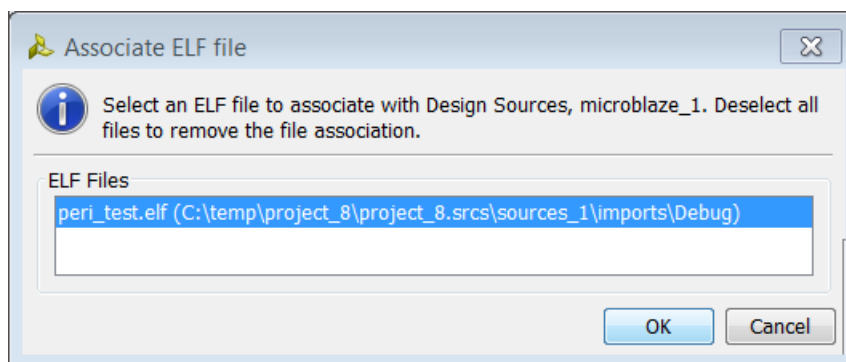 Associate ELF file
Select an ELF file to associate with Design Sources, microblaze_1. Deselect all
files to remove the file association.
ELF Files
peri_test.elf (C:\temp\project_8\project_8.srcs\sources_1\imports\Debug)
OK Cancel